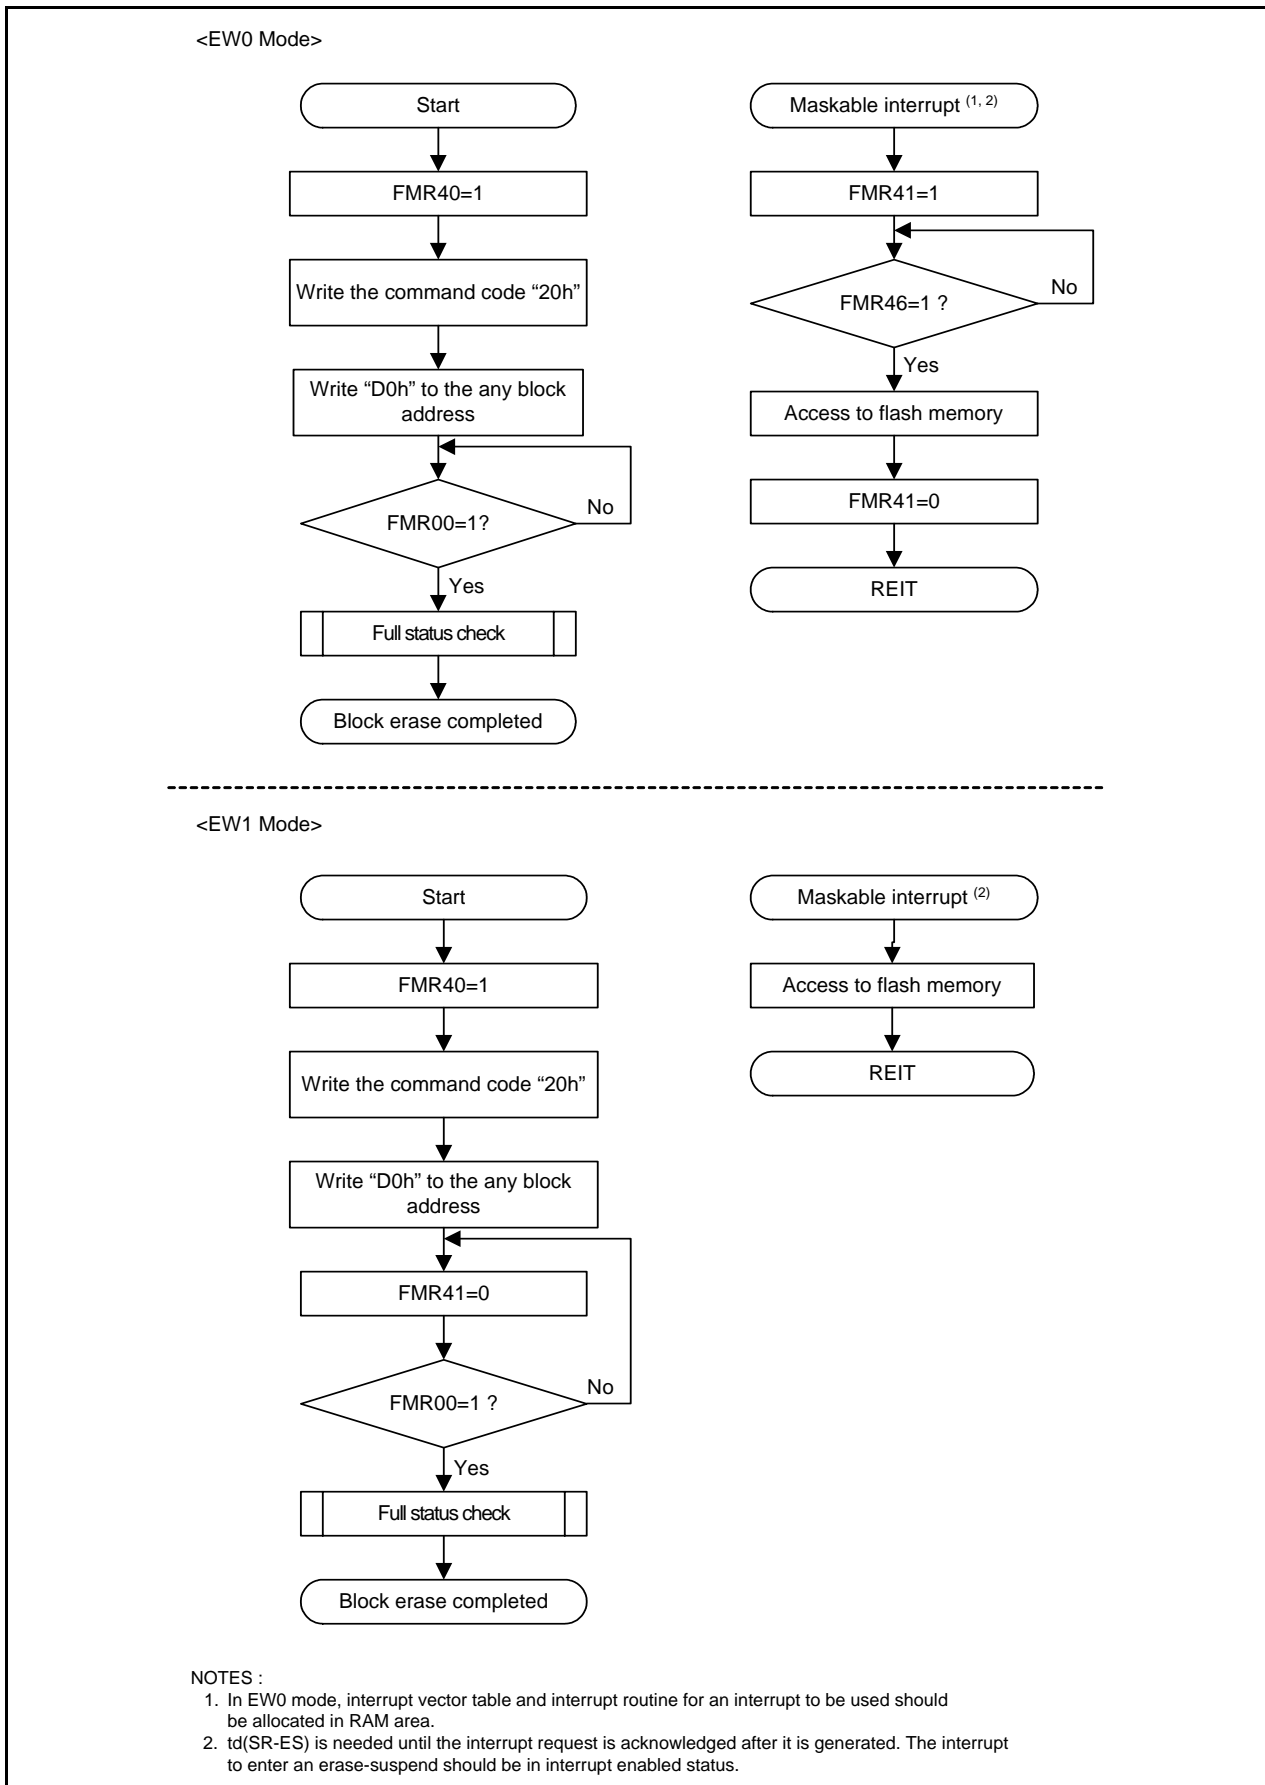 <EW0 Mode>
Start
FMR40=1
Write the command code “20h”
Write “D0h” to the any block
address
FMR00=1?
No
Yes
Full status check
Block erase completed
Maskable interrupt (1, 2)
FMR41=1
FMR46=1 ?
No
Yes
Access to flash memory
FMR41=0
REIT
<EW1 Mode>
Start
FMR40=1
Write the command code “20h”
Write “D0h” to the any block
address
FMR41=0
FMR00=1 ?
No
Yes
Full status check
Block erase completed
Maskable interrupt (2)
Access to flash memory
REIT
NOTES :
1. In EW0 mode, interrupt vector table and interrupt routine for an interrupt to be used should
be allocated in RAM area.
2. td(SR-ES) is needed until the interrupt request is acknowledged after it is generated. The interrupt
to enter an erase-suspend should be in interrupt enabled status.